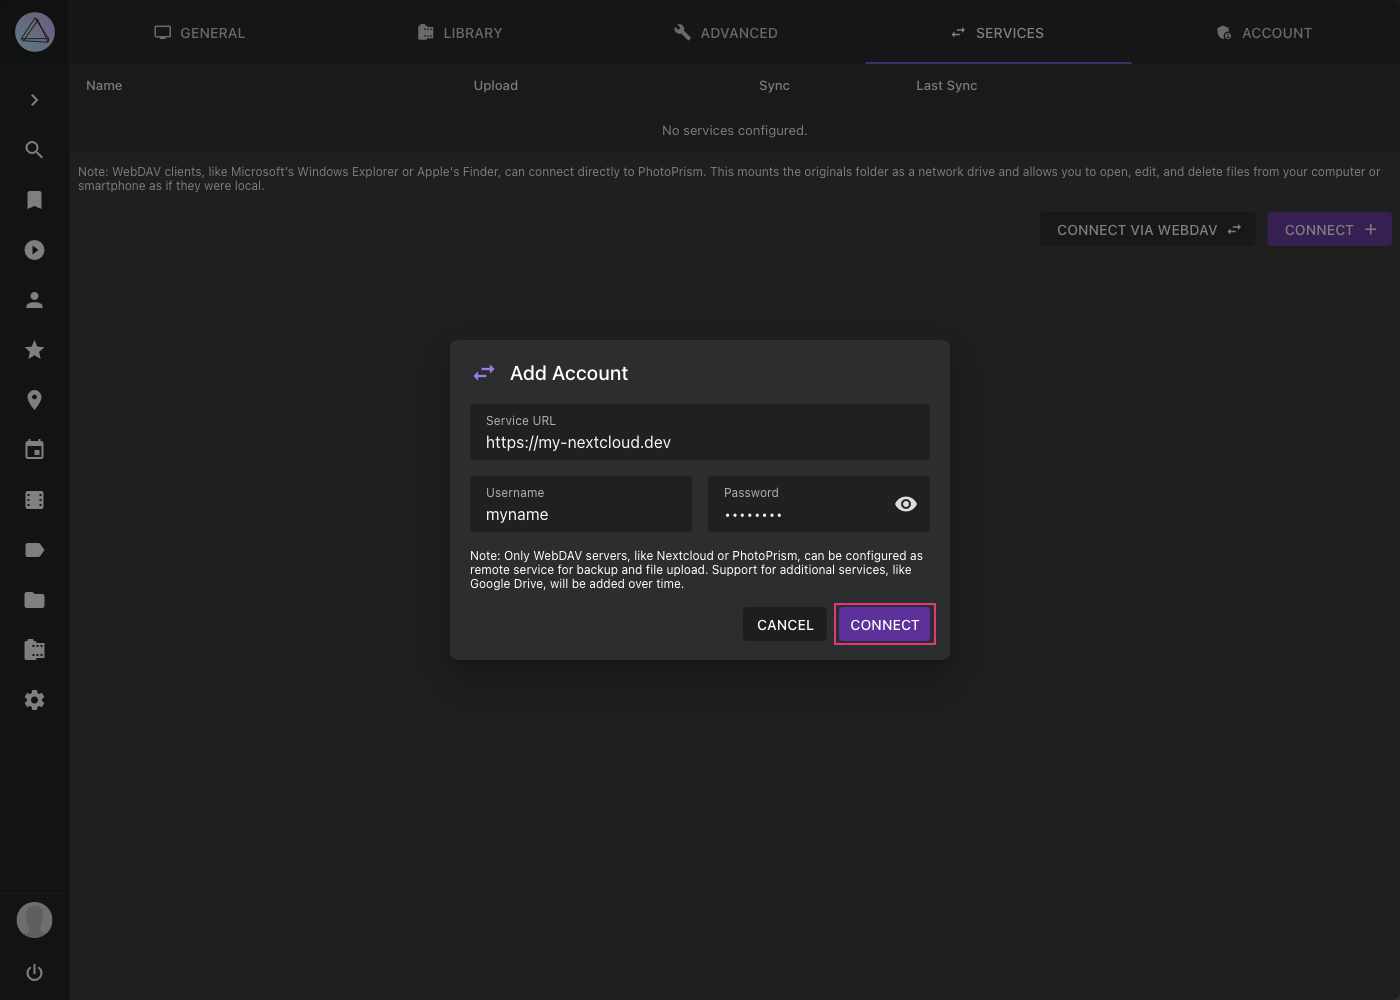 GENERAL
LIBRARY
ADVANCED
SERVICES
ACCOUNT
Name Upload Sync Last Sync
No services configured.
Note: WebDAV clients, like Microsoft's Windows Explorer or Apple's Finder, can connect directly to PhotoPrism. This mounts the originals folder as a network drive and allows you to open, edit, and delete files from your computer or
smartphone as if they were local.
CONNECT VIA WEBDAV
CONNECT
Add Account
Service URL
https://my-nextcloud.dev
Username
myname
Password
••••••••
Note: Only WebDAV servers, like Nextcloud or PhotoPrism, can be configured as
remote service for backup and file upload. Support for additional services, like
Google Drive, will be added over time.
CANCEL
CONNECT